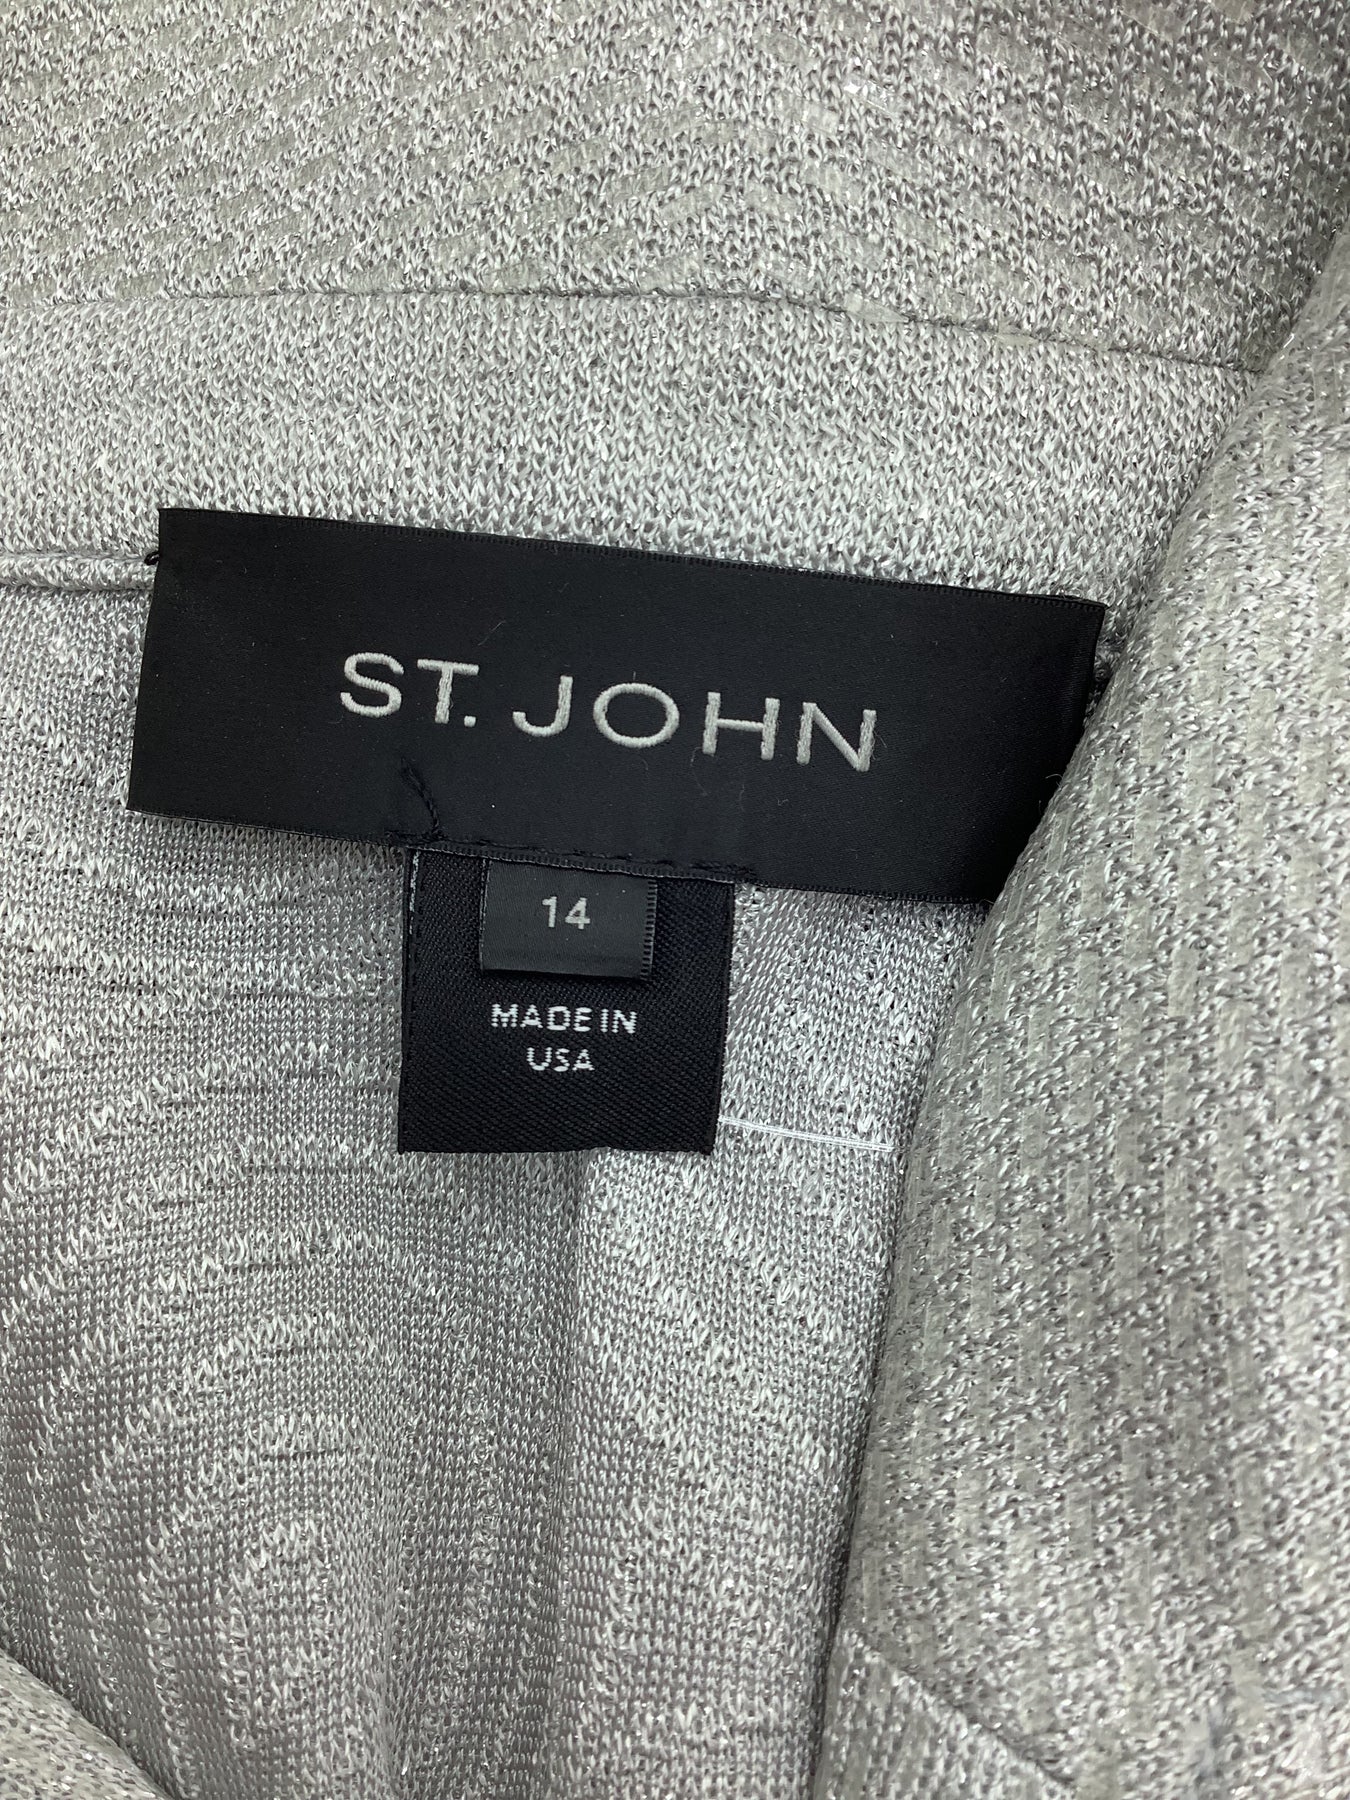 ST. JOHN
14
MADE IN
USA